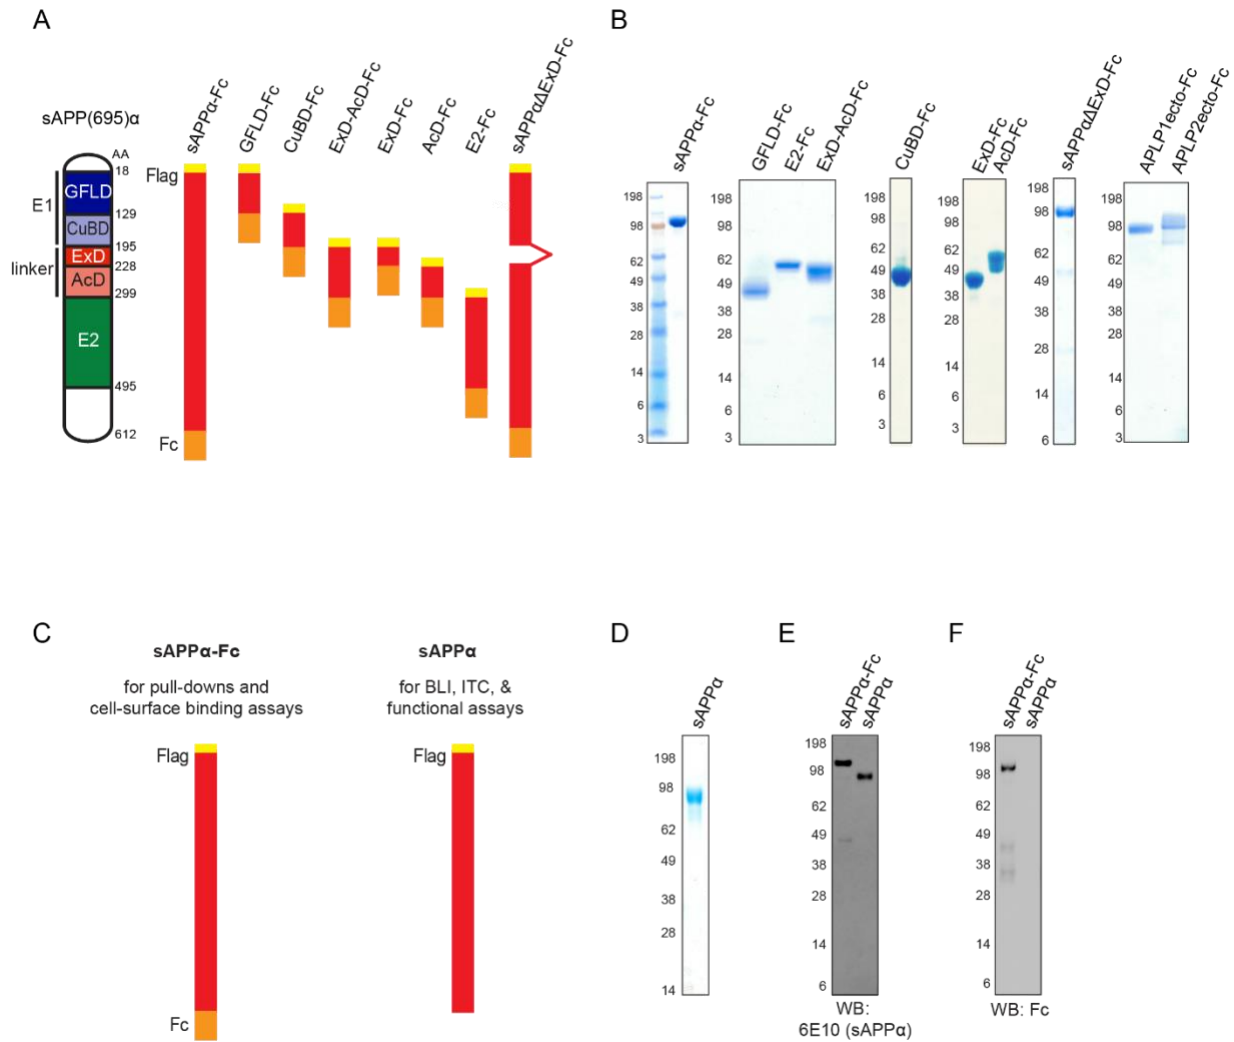 A
sAPP(695)α
AA
18
129
195
228
299
495
612
E1
linker
GFLD
CuBD
ExD
AcD
E2
sAPPα-Fc
GFLD-Fc
CuBD-Fc
ExD-AcD-Fc
ExD-Fc
AcD-Fc
E2-Fc
sAPPαΔExD-Fc
Flag
Fc
B
sAPPα-Fc
198
98
62
49
38
28
14
6
3
GFLD-Fc
E2-Fc
ExD-AcD-Fc
198
98
62
49
38
28
14
6
3
CuBD-Fc
198
98
62
49
38
28
14
6
3
ExD-Fc
AcD-Fc
198
98
62
49
38
28
14
6
3
sAPPαΔExD-Fc
198
98
62
49
38
28
14
6
APLP1ecto-Fc
APLP2ecto-Fc
198
98
62
49
38
28
14
6
3
C
sAPPα-Fc
for pull-downs and
cell-surface binding assays
Flag
Fc
sAPPα
for BLI, ITC, &
functional assays
Flag
D
sAPPα
198
98
62
49
38
28
14
E
sAPPα-Fc
sAPPα
198
98
62
49
38
28
14
6
WB:
6E10 (sAPPα)
F
sAPPα-Fc
sAPPα
198
98
62
49
38
28
14
6
WB: Fc